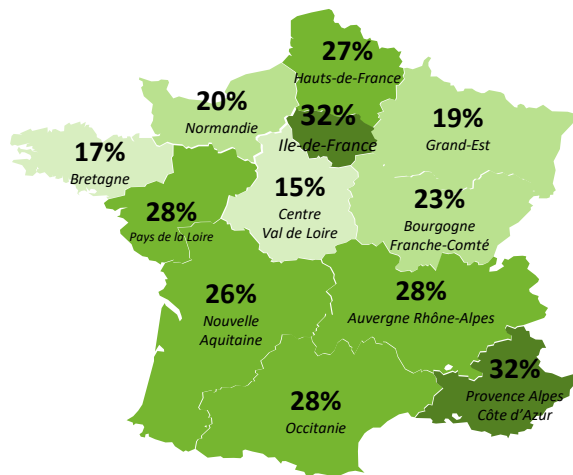 27%
Hauts-de-France
20%
Normandie
32%
Ile-de-France
19%
Grand-Est
17%
Bretagne
28%
Pays de la Loire
15%
Centre
Val de Loire
23%
Bourgogne
Franche-Comté
26%
Nouvelle
Aquitaine
28%
Auvergne Rhône-Alpes
28%
Occitanie
32%
Provence Alpes
Côte d'Azur